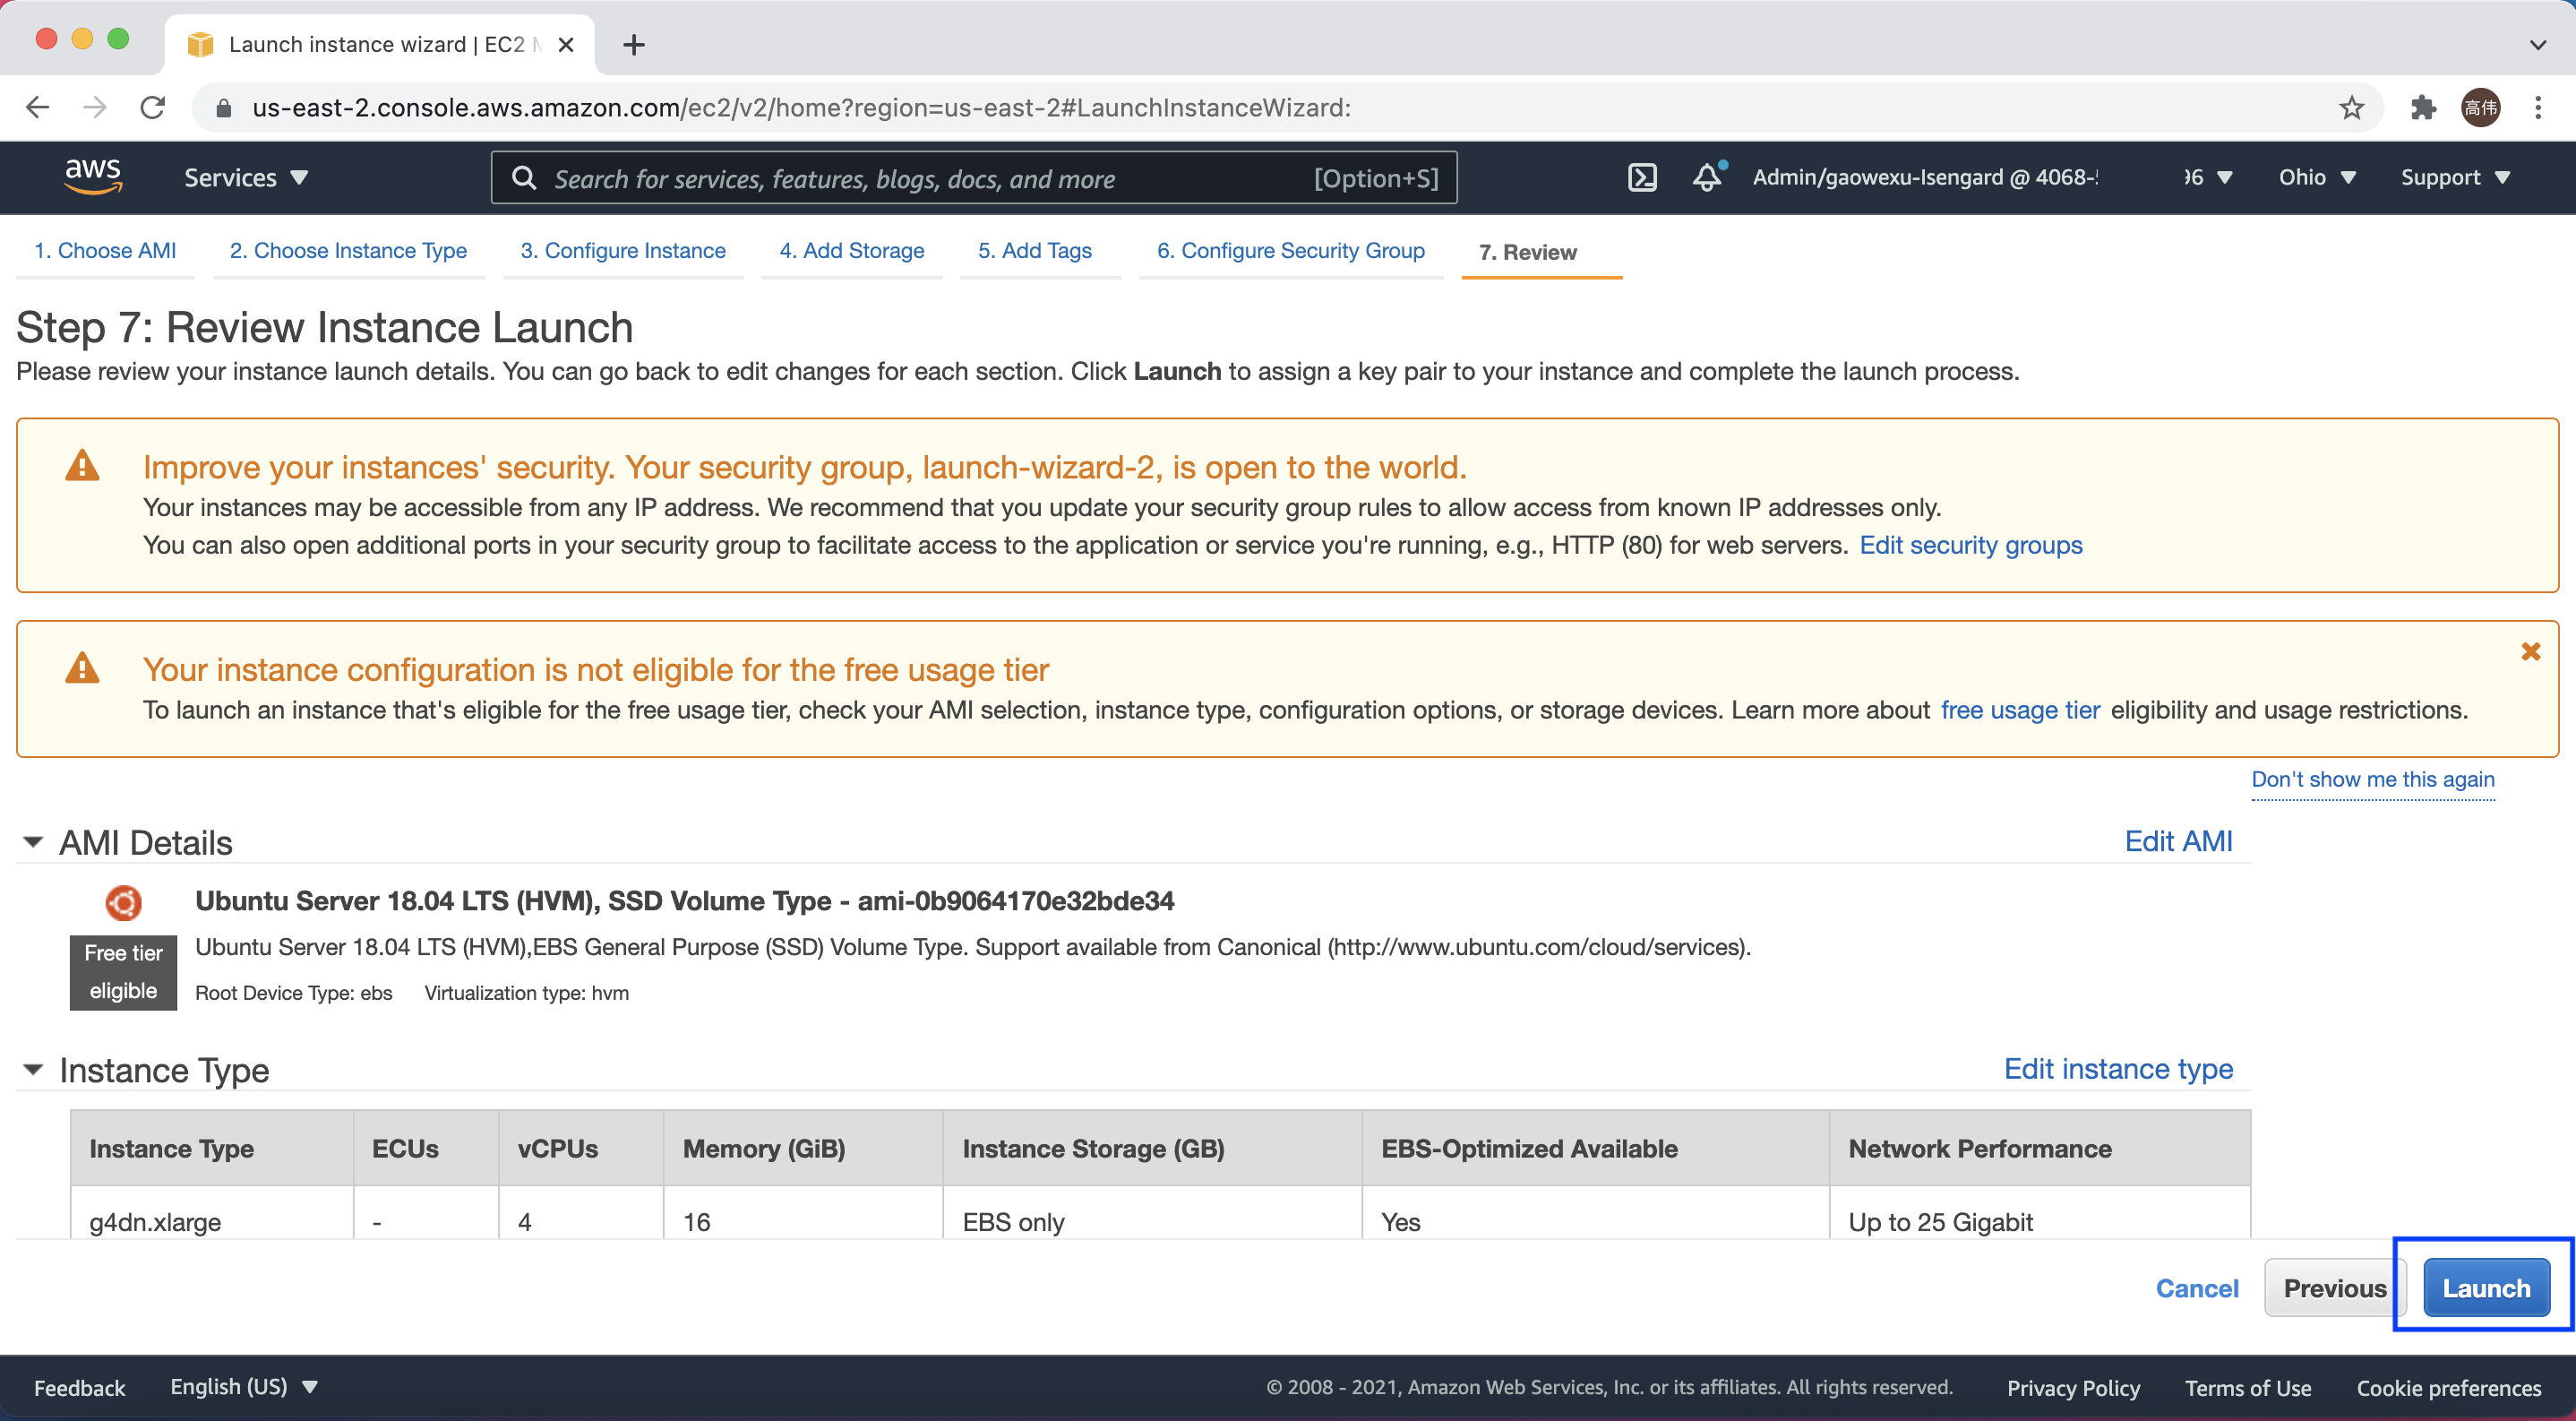 Launch instance wizard | EC2 M
us-east-2.console.aws.amazon.com/ec2/v2/home?region=us-east-2#LaunchInstanceWizard:
高伟
aws Services Search for services, features, blogs, docs, and more [Option+S] Admin/gaowexu-Isengard @ 4068- 96 Ohio Support
1. Choose AMI 2. Choose Instance Type 3. Configure Instance 4. Add Storage 5. Add Tags 6. Configure Security Group 7. Review
Step 7: Review Instance Launch
Please review your instance launch details. You can go back to edit changes for each section. Click Launch to assign a key pair to your instance and complete the launch process.
Improve your instances' security. Your security group, launch-wizard-2, is open to the world.
Your instances may be accessible from any IP address. We recommend that you update your security group rules to allow access from known IP addresses only.
You can also open additional ports in your security group to facilitate access to the application or service you're running, e.g., HTTP (80) for web servers. Edit security groups
Your instance configuration is not eligible for the free usage tier
To launch an instance that's eligible for the free usage tier, check your AMI selection, instance type, configuration options, or storage devices. Learn more about free usage tier eligibility and usage restrictions.
Don't show me this again
AMI Details Edit AMI
Ubuntu Server 18.04 LTS (HVM), SSD Volume Type - ami-0b9064170e32bde34
Free tier eligible
Ubuntu Server 18.04 LTS (HVM),EBS General Purpose (SSD) Volume Type. Support available from Canonical (http://www.ubuntu.com/cloud/services).
Root Device Type: ebs Virtualization type: hvm
Instance Type Edit instance type
Instance Type ECUs vCPUs Memory (GiB) Instance Storage (GB) EBS-Optimized Available Network Performance
g4dn.xlarge - 4 16 EBS only Yes Up to 25 Gigabit
Cancel Previous Launch
Feedback English (US) © 2008 - 2021, Amazon Web Services, Inc. or its affiliates. All rights reserved. Privacy Policy Terms of Use Cookie preferences